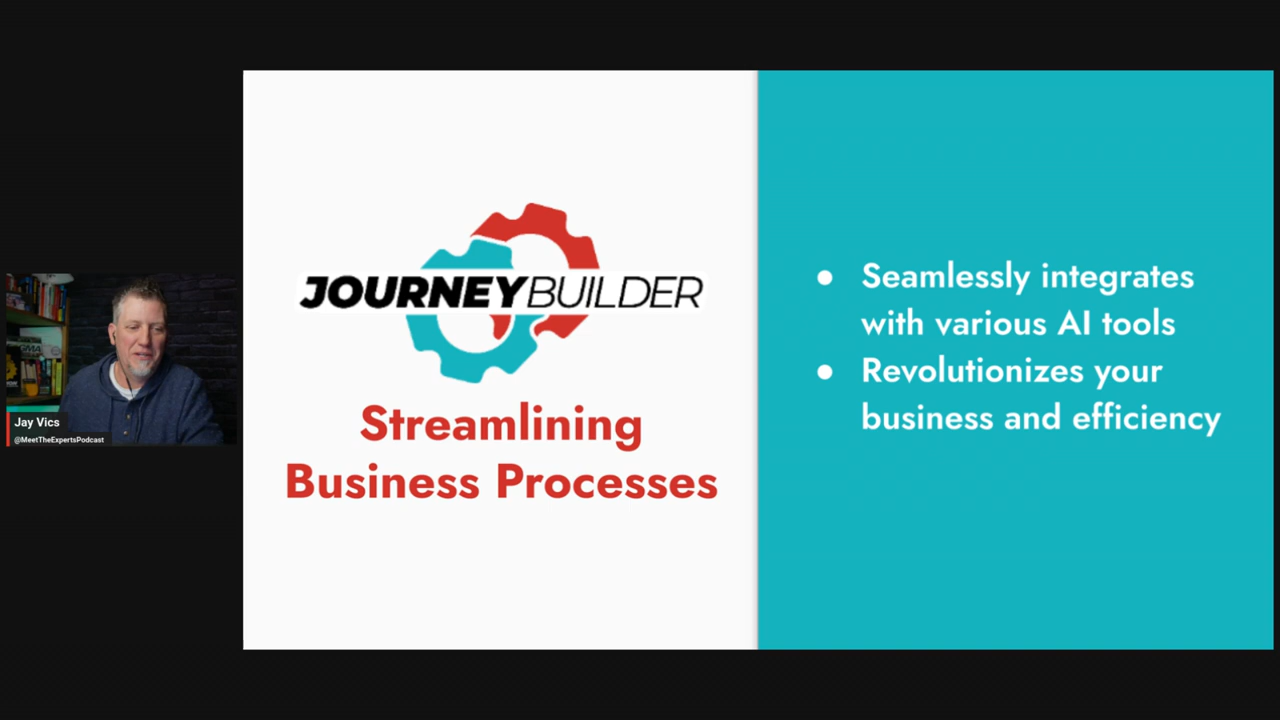 JOURNEYBUILDER
Streamlining
Business Processes
● Seamlessly integrates
with various AI tools
● Revolutionizes your
business and efficiency
Jay Vics
@MeetTheExpertsPodcast